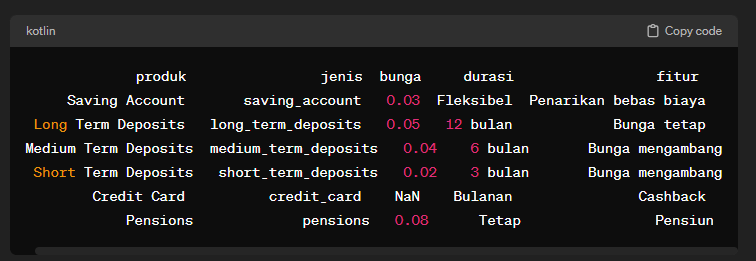 kotlin Copy code
produk jenis bunga durasi fitur
Saving Account saving_account 0.03 Fleksibel Penarikan bebas biaya
Long Term Deposits long_term_deposits 0.05 12 bulan Bunga tetap
Medium Term Deposits medium_term_deposits 0.04 6 bulan Bunga mengambang
Short Term Deposits short_term_deposits 0.02 3 bulan Bunga mengambang
Credit Card credit_card NaN Bulanan Cashback
Pensions pensions 0.08 Tetap Pensiun